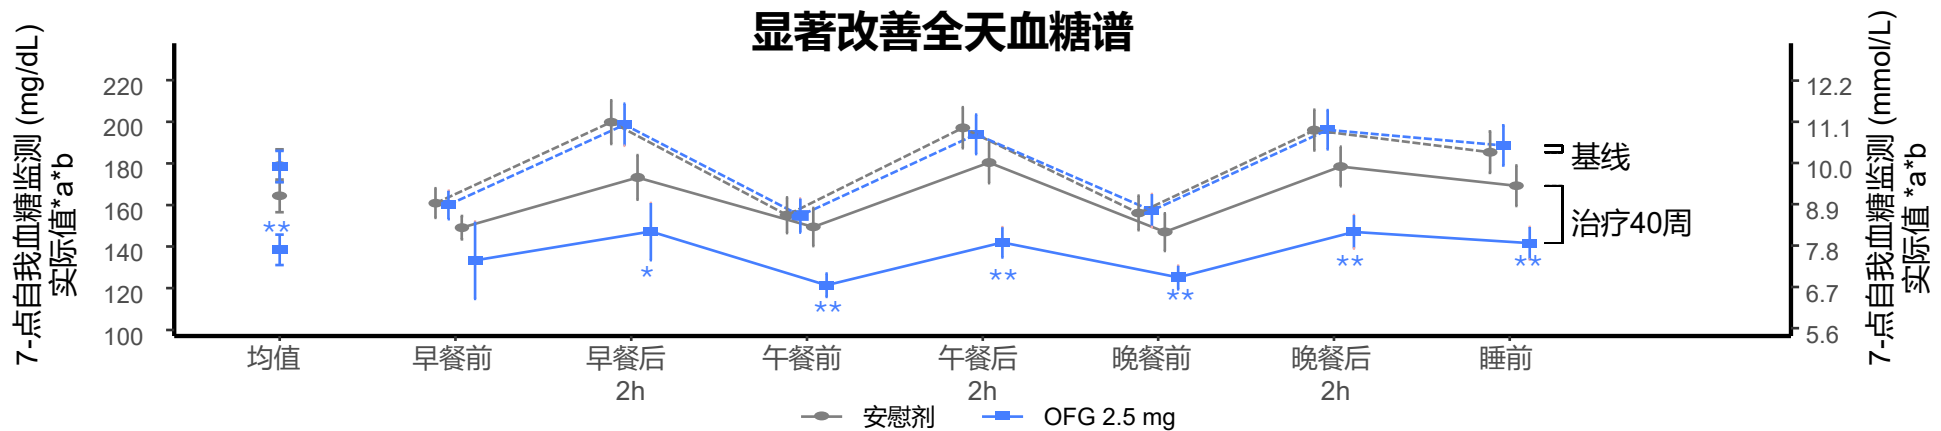 显著改善全天血糖谱
7-点自我血糖监测 (mg/dL)
实际值*a*b
220
200
180
160
140
120
100
12.2
11.1
10.0
8.9
7.8
6.7
5.6
7-点自我血糖监测 (mmol/L)
实际值 *a*b
基线
治疗40周
**
*
**
**
**
**
**
均值
早餐前
早餐后
2h
午餐前
午餐后
2h
晚餐前
晚餐后
2h
睡前
安慰剂
OFG 2.5 mg